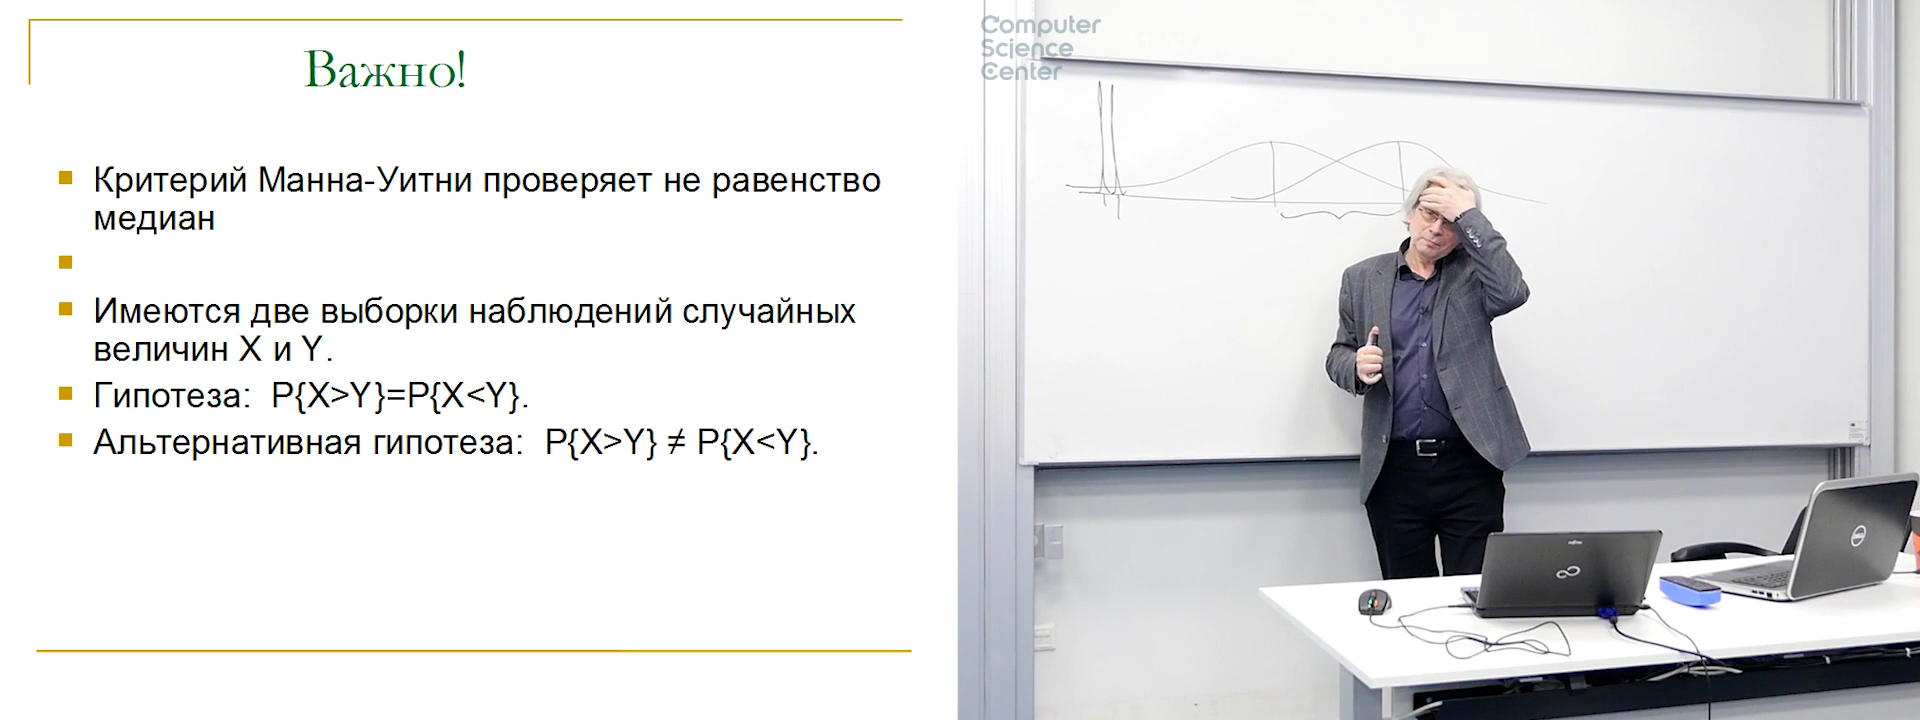 Важно!
Критерий Манна-Уитни проверяет не равенство
медиан
Имеются две выборки наблюдений случайных
величин X и Y.
Гипотеза: P{X>Y}=P{X<Y}.
Альтернативная гипотеза: P{X>Y} ≠ P{X<Y}.
Computer
Science
Center
DELL